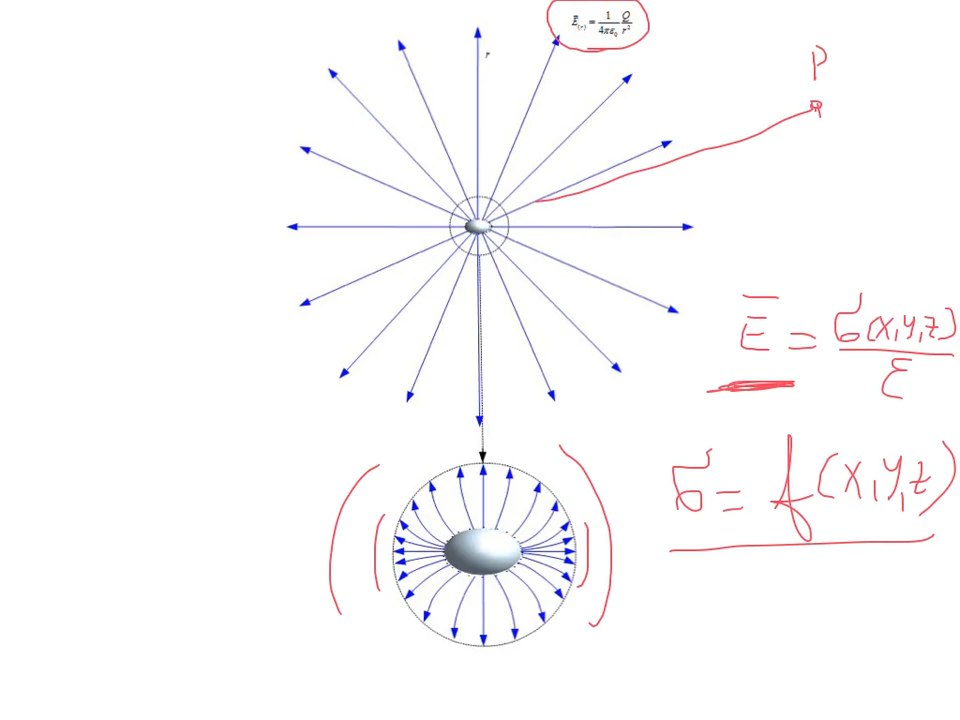 Ē(r) = 1/4πε₀ Q/r²
r
P
Ē = σ(x,y,z)/ε
σ = f(x,y,z)